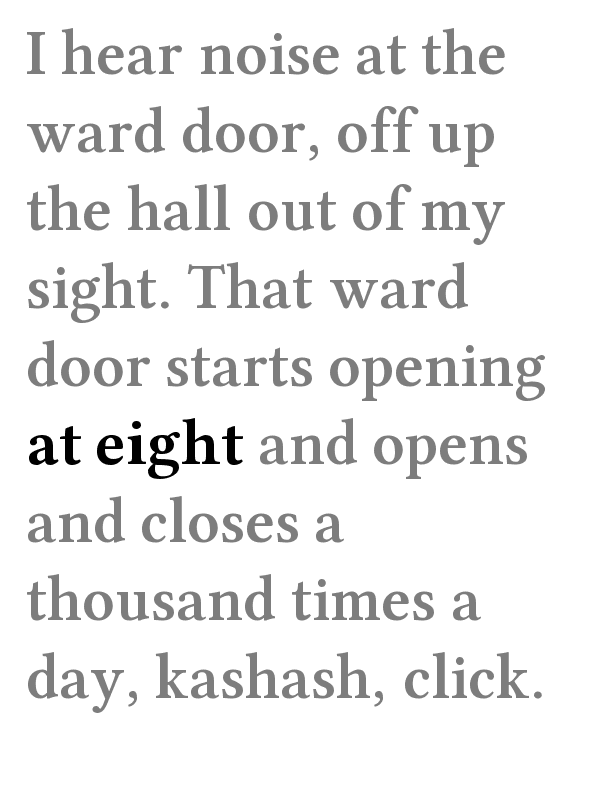 I hear noise at the
ward door, off up
the hall out of my
sight. That ward
door starts opening
at eight and opens
and closes a
thousand times a
day, kashash, click.